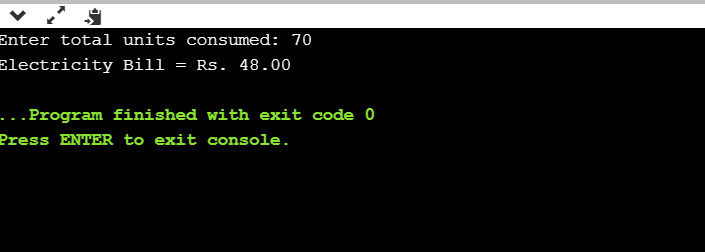 Enter total units consumed: 70
Electricity Bill = Rs. 48.00
...Program finished with exit code 0
Press ENTER to exit console.